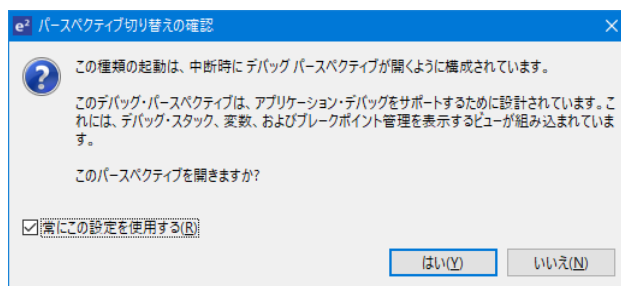 e² パースペクティブ切り替えの確認
この種類の起動は、中断時に デバッグ パースペクティブが開くように構成されています。
このデバッグ・パースペクティブは、アプリケーション・デバッグをサポートするために設計されています。こ
れには、デバッグ・スタック、変数、およびブレークポイント管理を表示するビューが組み込まれていま
す。
このパースペクティブを開きますか?
常にこの設定を使用する(R)
はい(Y) いいえ(N)